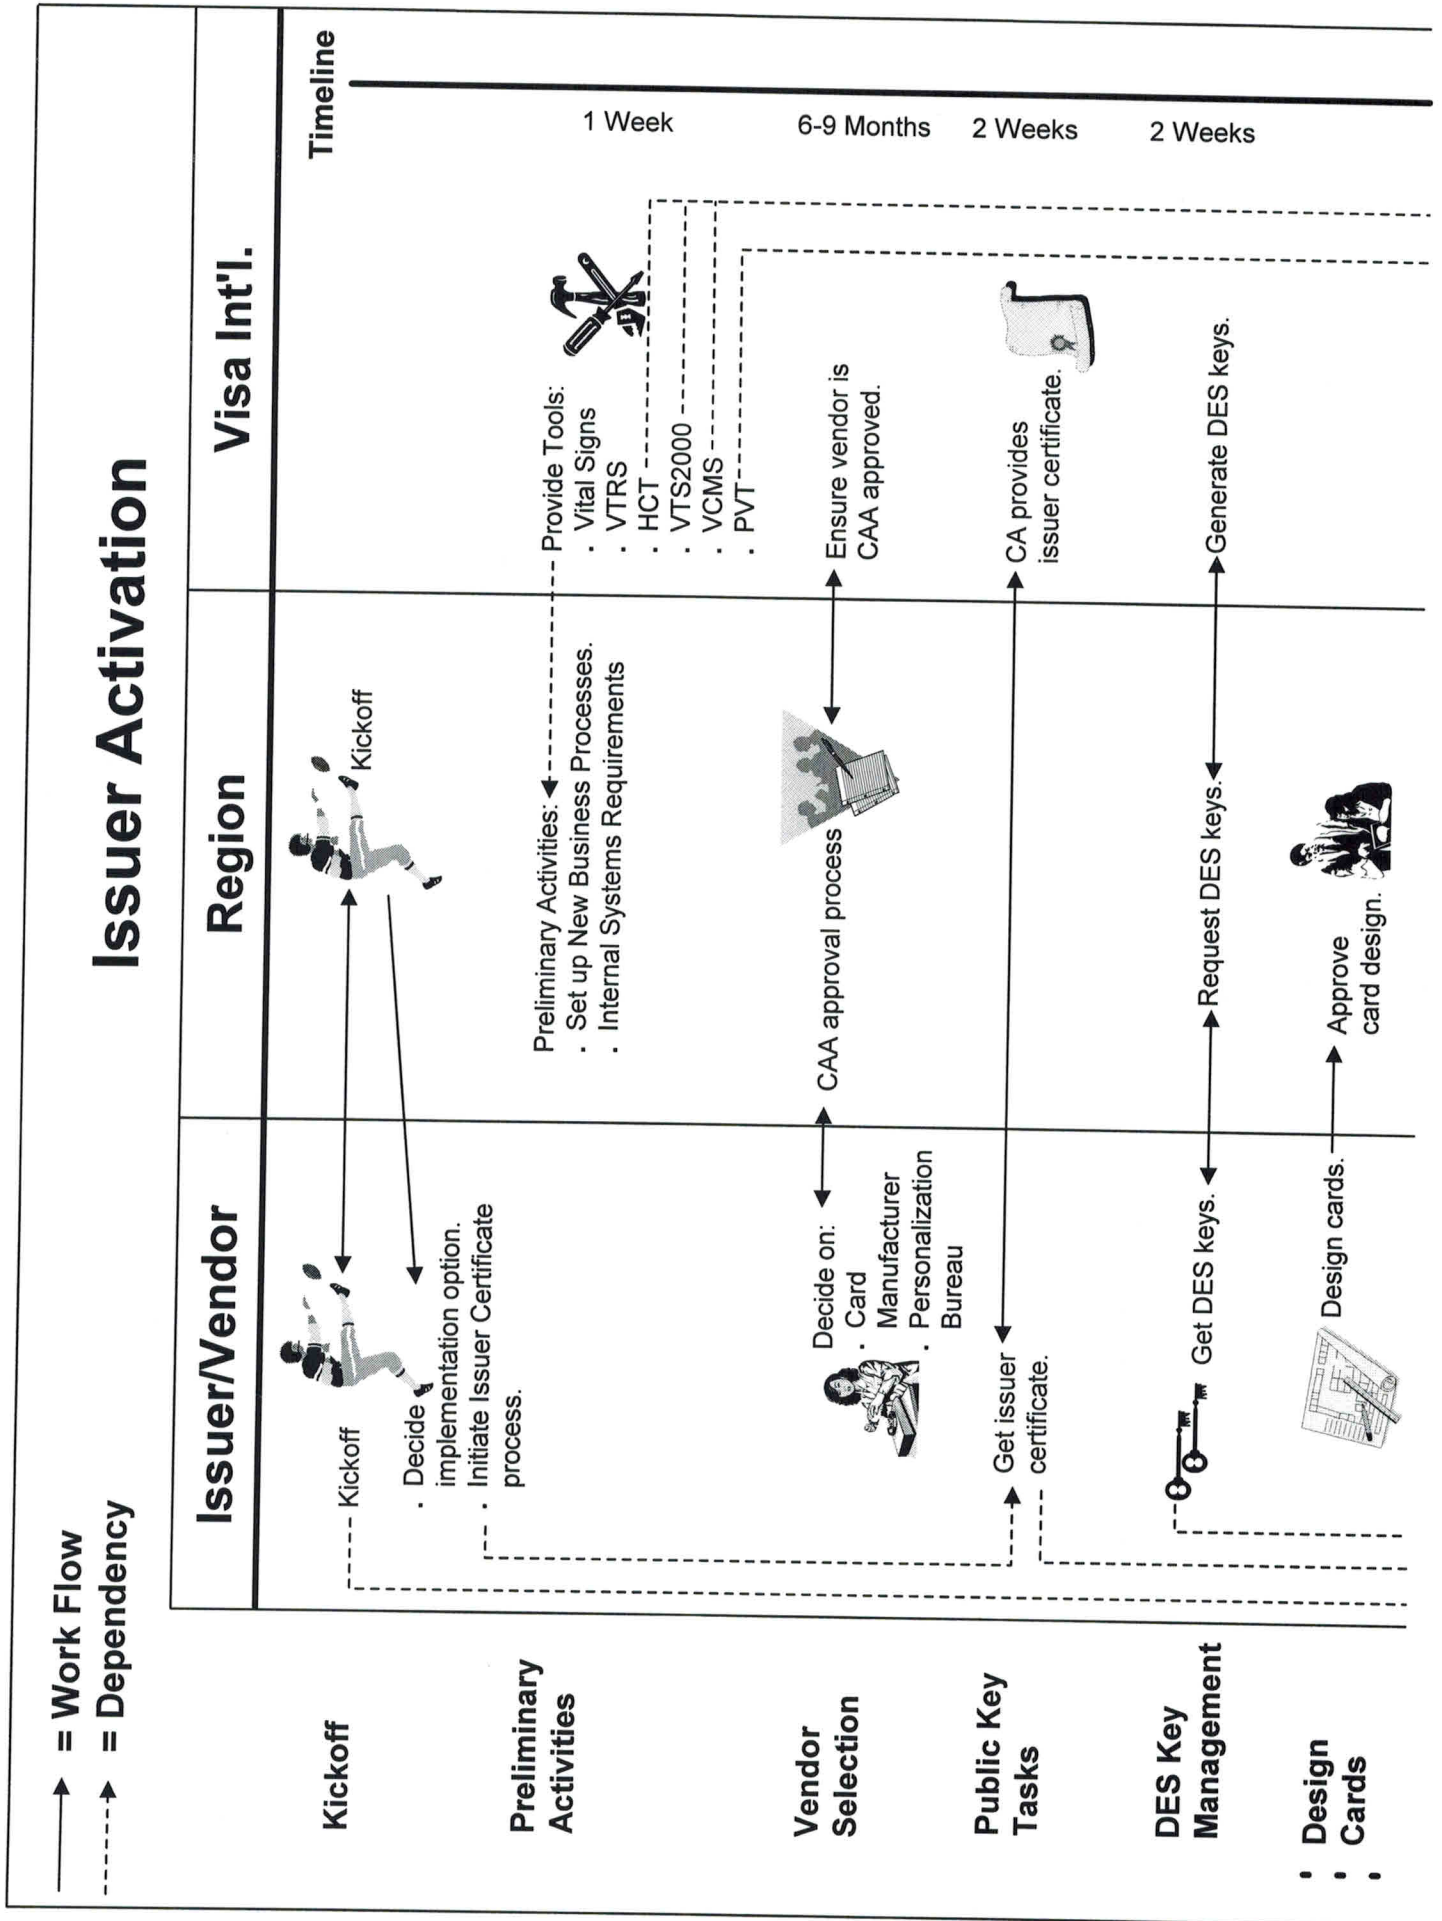 Issuer Activation
= Work Flow
= Dependency
Issuer/Vendor
Region
Visa Int'l.
Timeline
Kickoff
Kickoff
Kickoff
· Decide
implementation option.
· Initiate Issuer Certificate
process.
Preliminary
Activities
Preliminary Activities:
· Set up New Business Processes.
· Internal Systems Requirements
Provide Tools:
· Vital Signs
· VTRS
· HCT
· VTS2000
· VCMS
· PVT
1 Week
Vendor
Selection
Decide on:
· Card
Manufacturer
· Personalization
Bureau
CAA approval process
Ensure vendor is
CAA approved.
6-9 Months
Public Key
Tasks
Get issuer
certificate.
CA provides
issuer certificate.
2 Weeks
DES Key
Management
Get DES keys.
Request DES keys.
Generate DES keys.
2 Weeks
Design
Cards
Design cards.
Approve
card design.